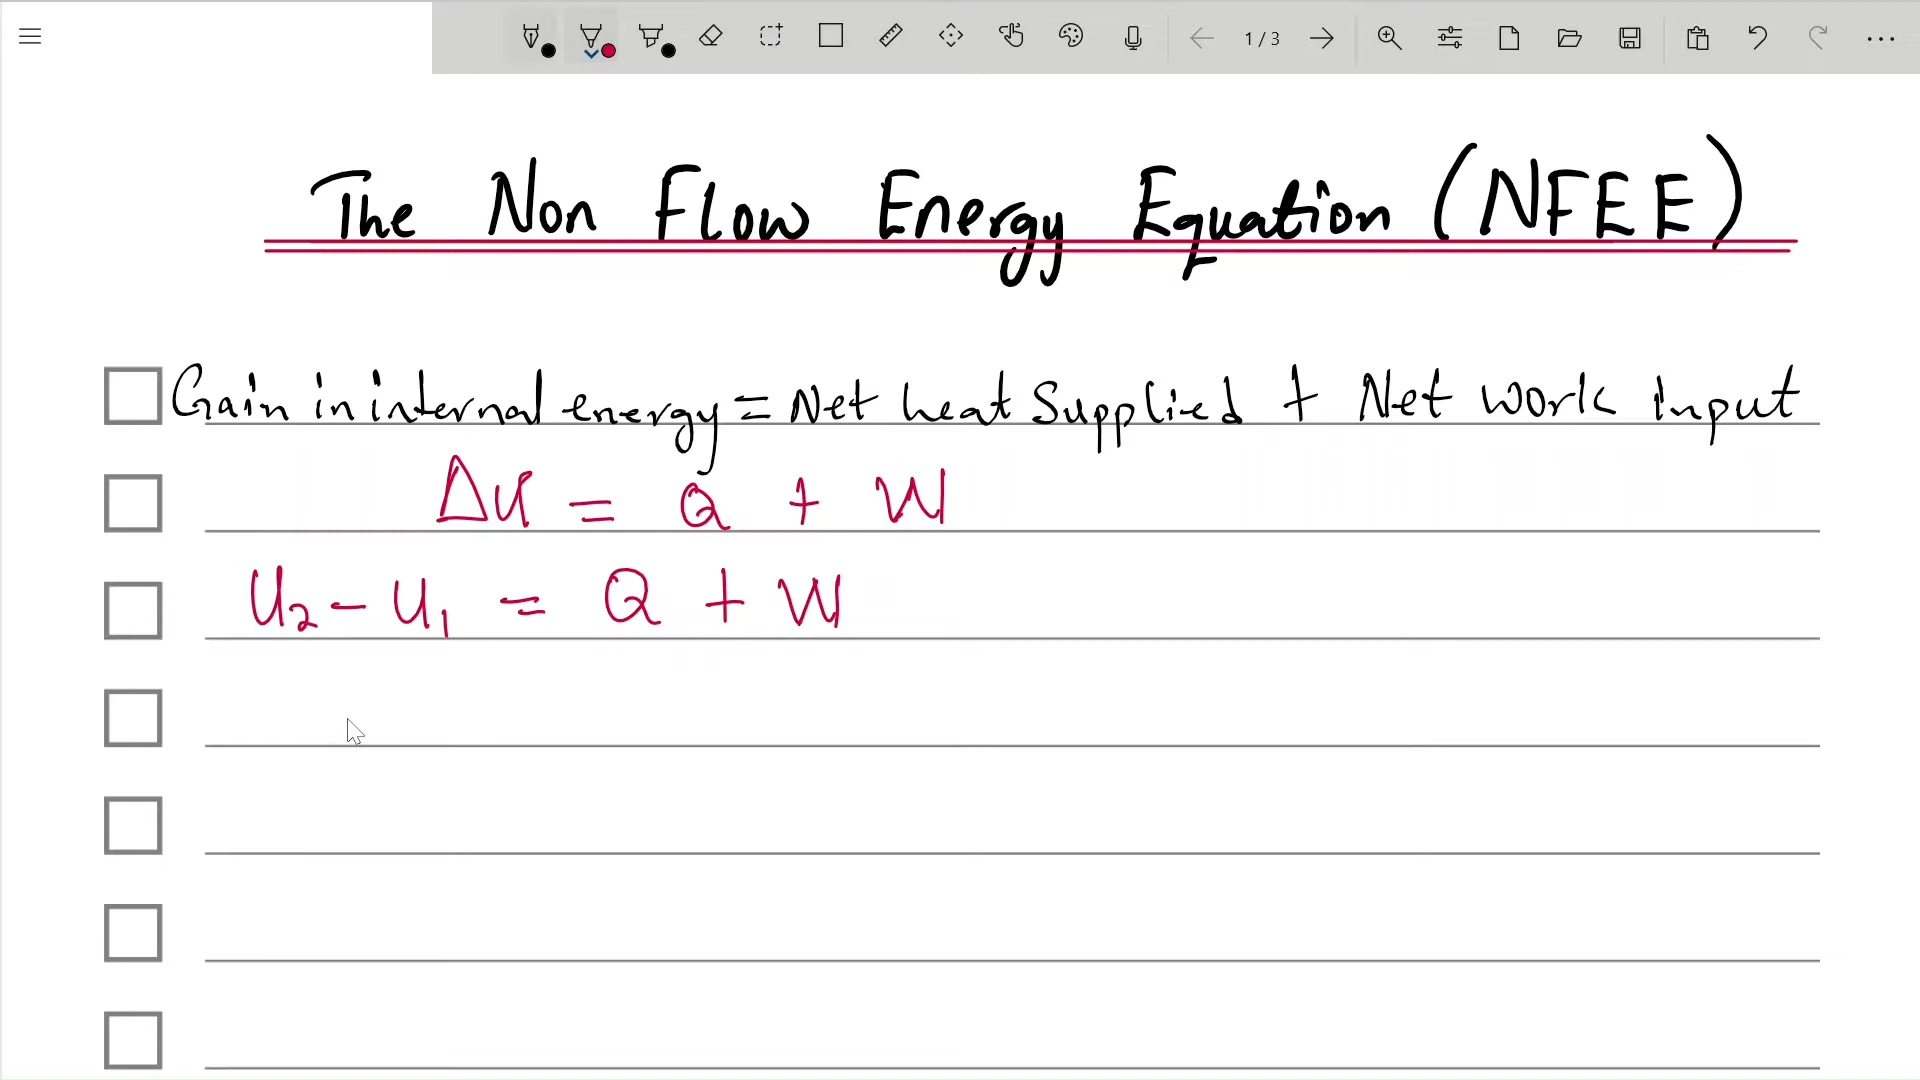 1 / 3
The Non Flow Energy Equation (NFEE)
Gain in internal energy = Net heat Supplied + Net work input
Δu = Q + W
U₂ - U₁ = Q + W